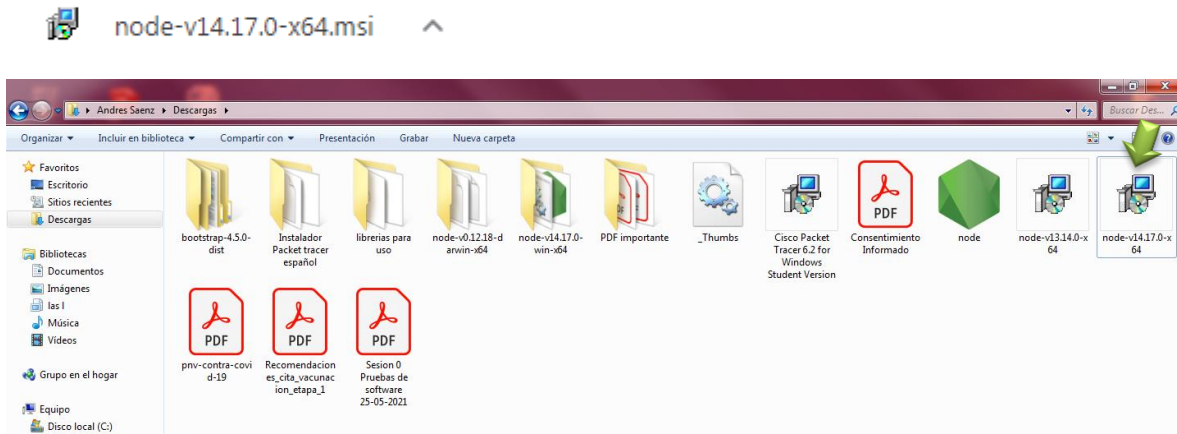 node-v14.17.0-x64.msi
Andres Saenz
Descargas
Buscar Des...
Organizar
Incluir en biblioteca
Compartir con
Presentación
Grabar
Nueva carpeta
Favoritos
Escritorio
Sitios recientes
Descargas
Bibliotecas
Documentos
Imágenes
las I
Música
Vídeos
Grupo en el hogar
Equipo
Disco local (C:)
bootstrap-4.5.0-
dist
Instalador
Packet tracer
español
librerias para
uso
node-v0.12.18-d
arwin-x64
node-v14.17.0-
win-x64
PDF
PDF importante
_Thumbs
Cisco Packet
Tracer 6.2 for
Windows
Student Version
PDF
Consentimiento
Informado
node
node-v13.14.0-x
64
node-v14.17.0-x
64
PDF
pnv-contra-covi
d-19
PDF
Recomendacion
es_cita_vacunac
ion_etapa_1
PDF
Sesion 0
Pruebas de
software
25-05-2021